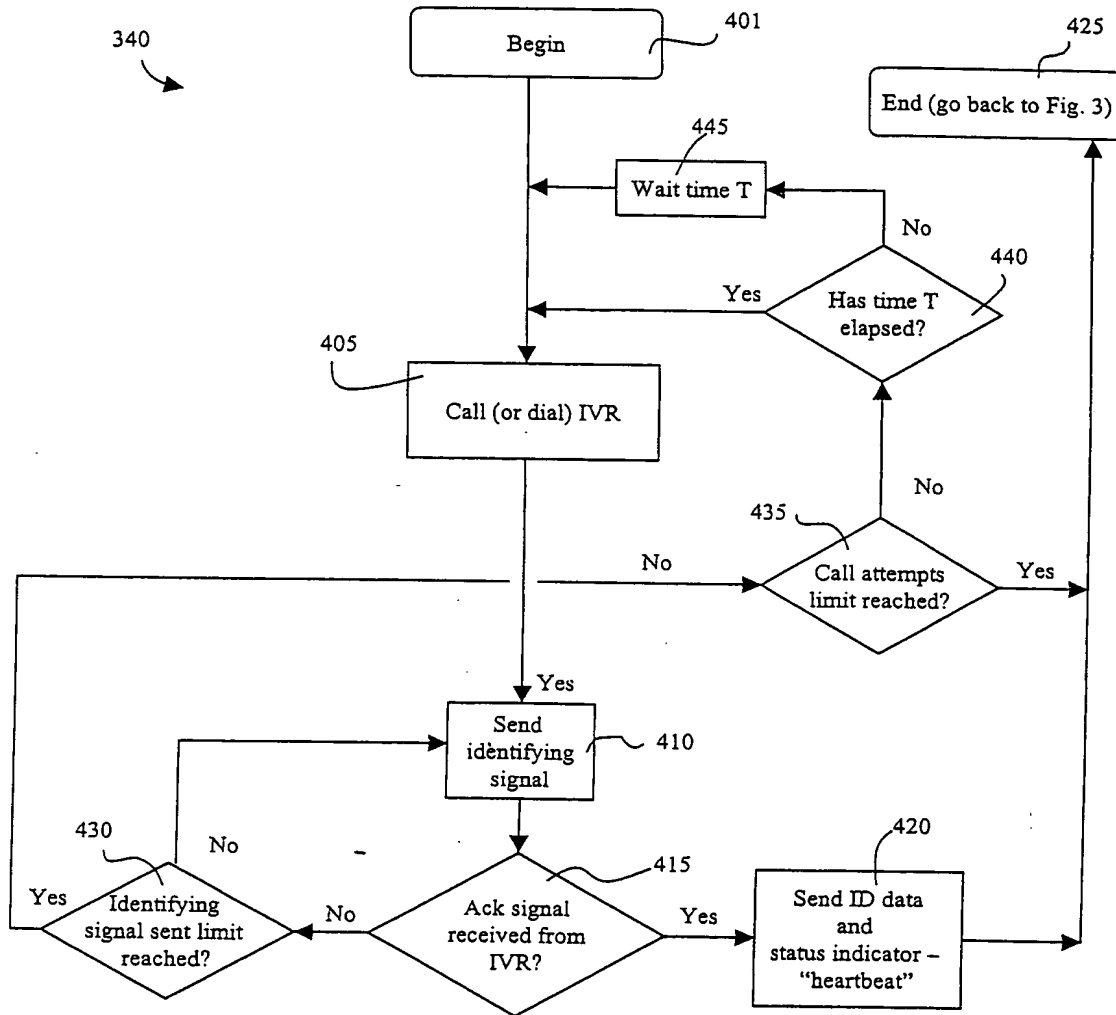 Begin
401
425
340
End (go back to Fig. 3)
445
Wait time T
No
440
Yes
Has time T
elapsed?
405
Call (or dial) IVR
No
435
No
Call attempts
limit reached?
Yes
Yes
Send
identifying
signal
410
430
No
415
420
Yes
Identifying
signal sent limit
reached?
No
Ack signal
received from
IVR?
Yes
Send ID data
and
status indicator –
“heartbeat”